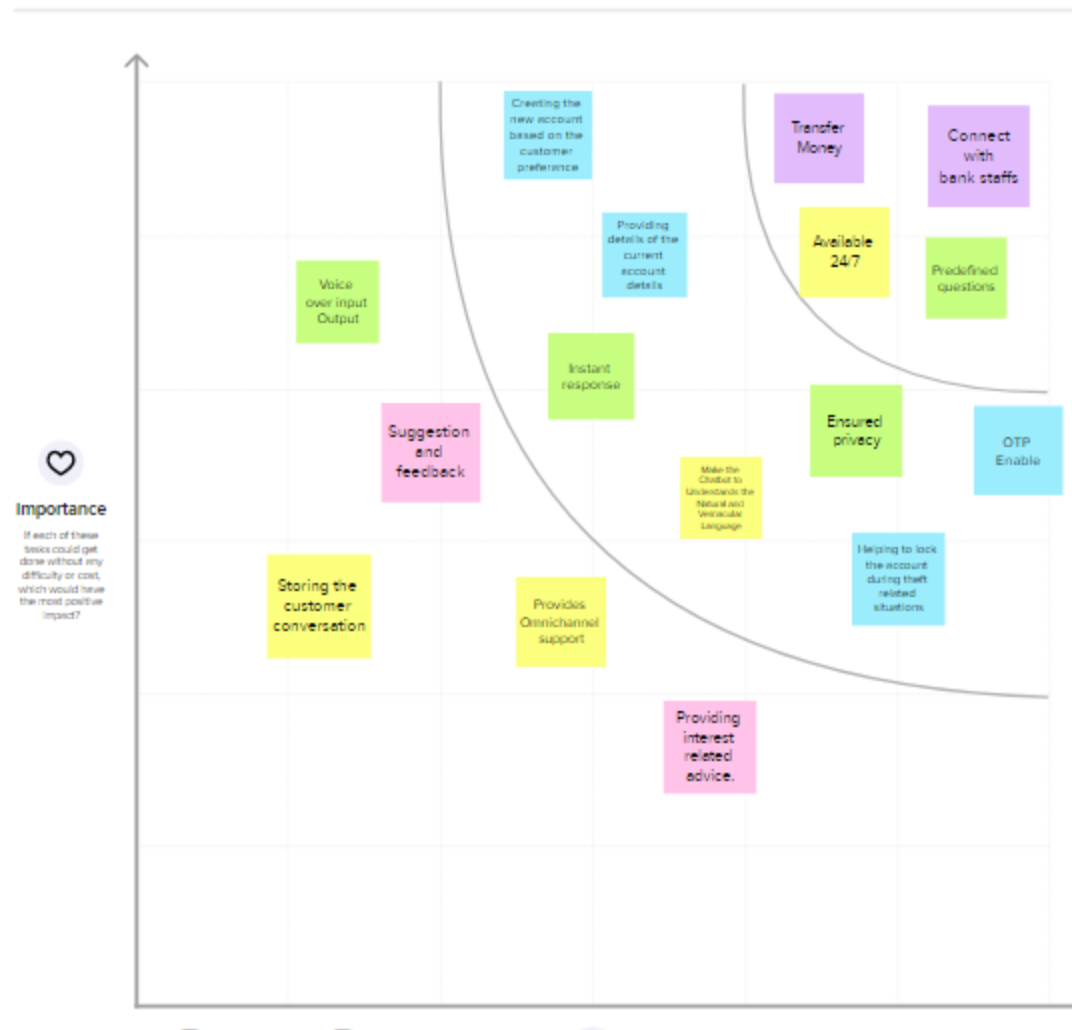 Creating the
new account
based on the
customer
preference
Transfer
Money
Connect
with
bank staffs
Providing
details of the
current
account
details
Available
24/7
Predefined
questions
Voice
over input
Output
Instant
response
Suggestion
and
feedback
Ensured
privacy
OTP
Enable
Make the
Chatbot to
Understands the
Natural and
Vernacular
Language
Importance
If each of these
tasks could get
done without any
difficulty or cost,
which would have
the most positive
impact?
Helping to lock
the account
during theft
related
situations
Storing the
customer
conversation
Provides
Omnichannel
support
Providing
interest
related
advice.